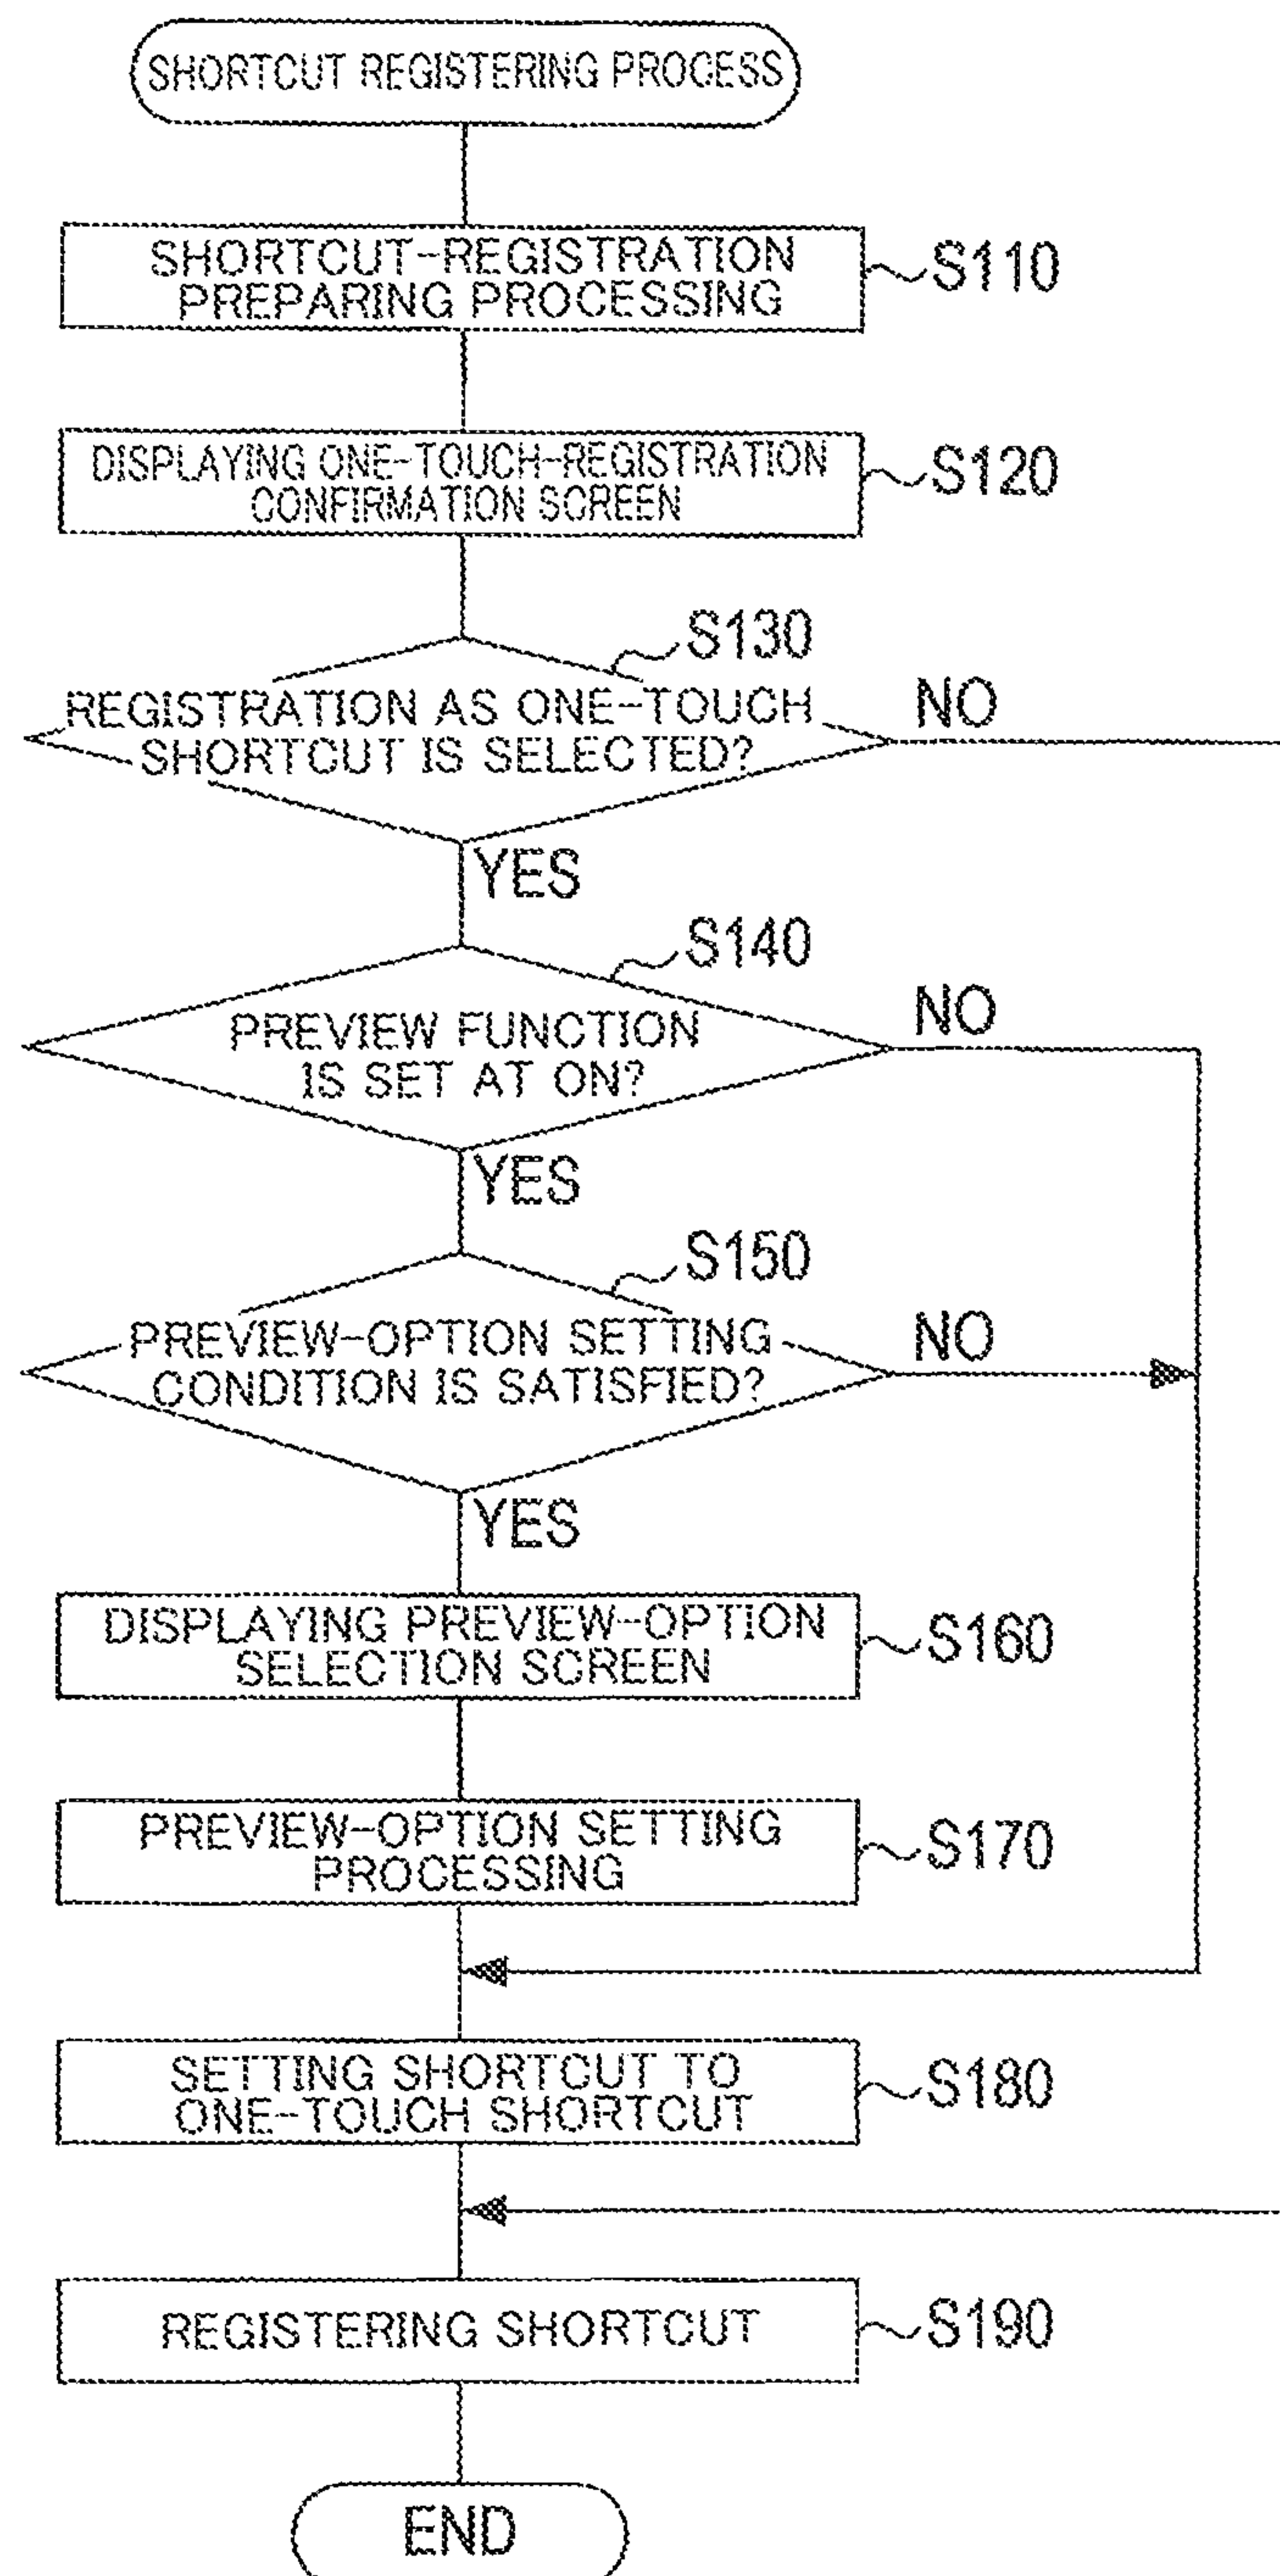 SHORTCUT REGISTERING PROCESS
SHORTCUT-REGISTRATION
PREPARING PROCESSING
S110
DISPLAYING ONE-TOUCH-REGISTRATION
CONFIRMATION SCREEN
S120
S130
REGISTRATION AS ONE-TOUCH
SHORTCUT IS SELECTED?
NO
YES
S140
PREVIEW FUNCTION
IS SET AT ON?
NO
YES
S150
PREVIEW-OPTION SETTING
CONDITION IS SATISFIED?
NO
YES
DISPLAYING PREVIEW-OPTION
SELECTION SCREEN
S160
PREVIEW-OPTION SETTING
PROCESSING
S170
SETTING SHORTCUT TO
ONE-TOUCH SHORTCUT
S180
REGISTERING SHORTCUT
S190
END